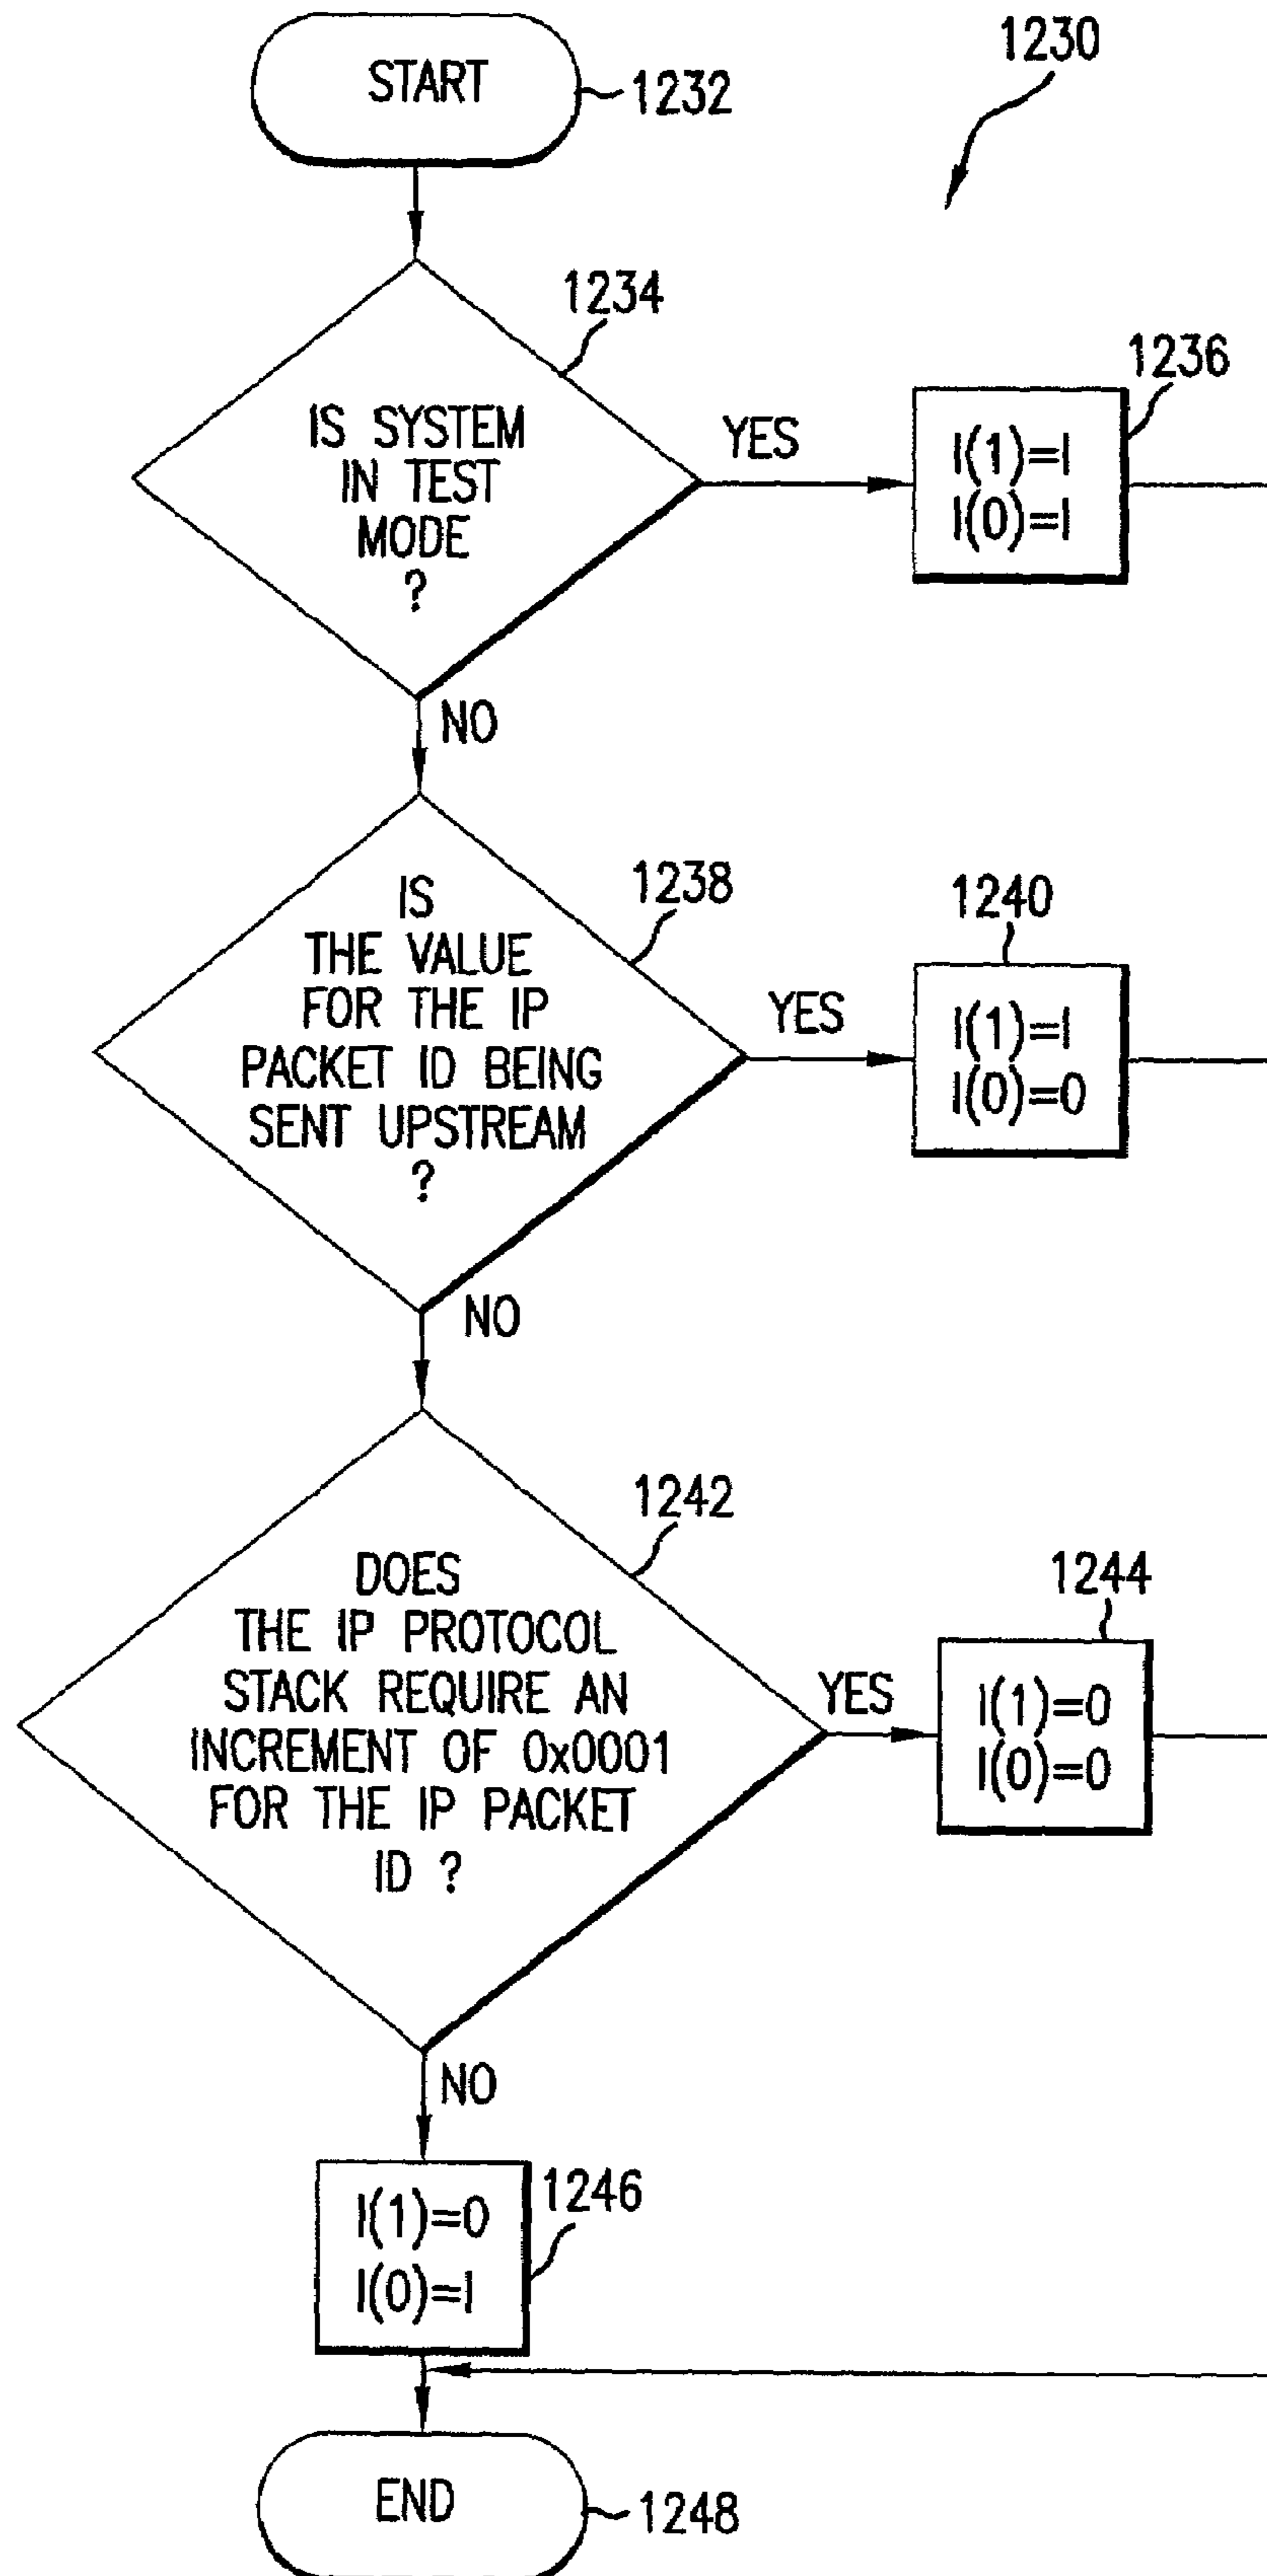 START
1232
1230
1234
IS SYSTEM
IN TEST
MODE
?
YES
1236
I(1)=I
I(0)=I
NO
1238
IS
THE VALUE
FOR THE IP
PACKET ID BEING
SENT UPSTREAM
?
YES
1240
I(1)=I
I(0)=0
NO
1242
DOES
THE IP PROTOCOL
STACK REQUIRE AN
INCREMENT OF 0x0001
FOR THE IP PACKET
ID ?
YES
1244
I(1)=0
I(0)=0
NO
1246
I(1)=0
I(0)=I
END
1248